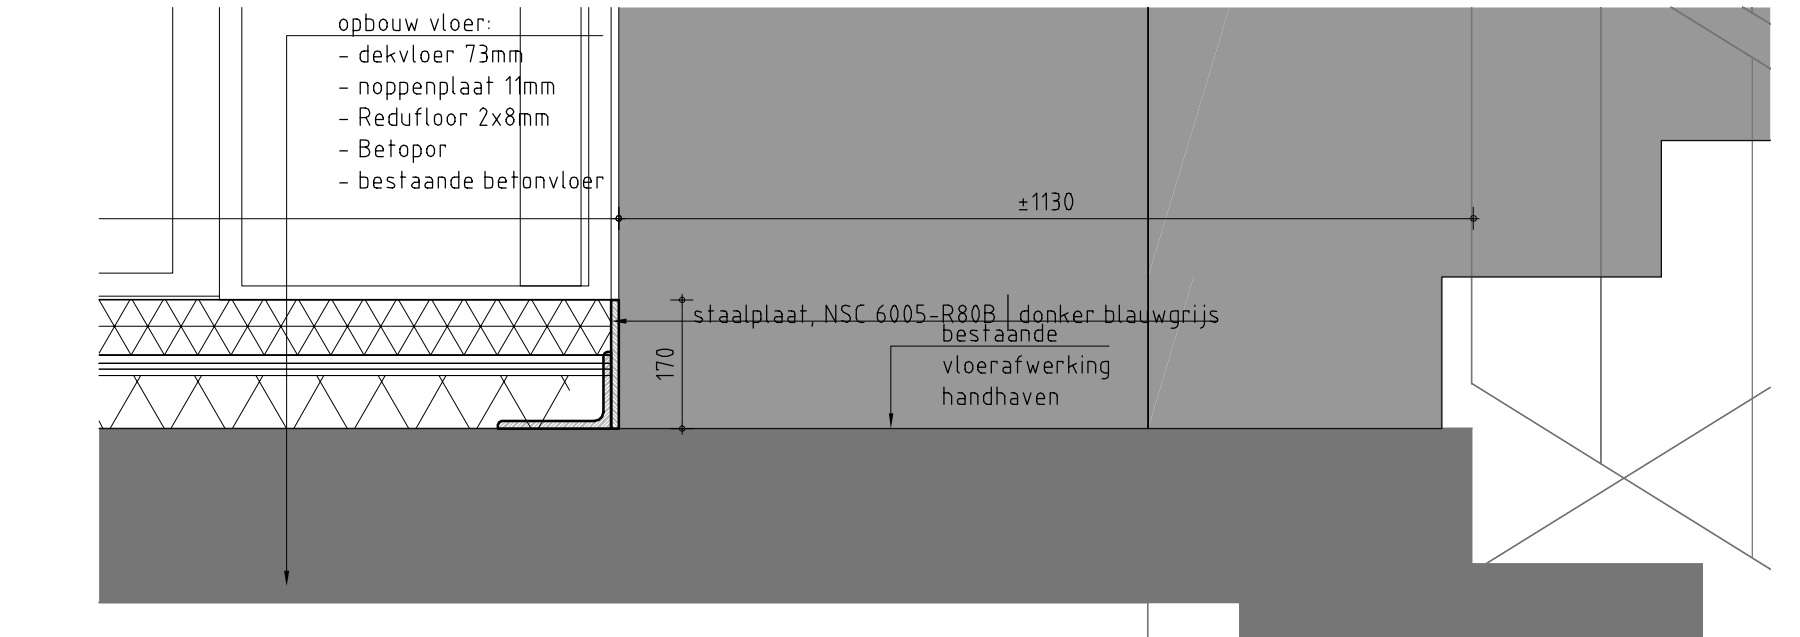 opbouw vloer:
- dekvloer 73mm
- noppenplaat 11mm
- Redufloor 2x8mm
- Betopor
- bestaande betonvloer
±1130
staalplaat, NSC 6005-R80B | donker blauwgrijs
170
bestaande
vloerafwerking
handhaven